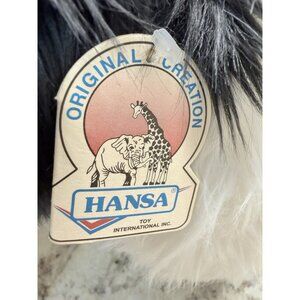 ORIGINAL CREATION
HANSA®
TOY
INTERNATIONAL INC.